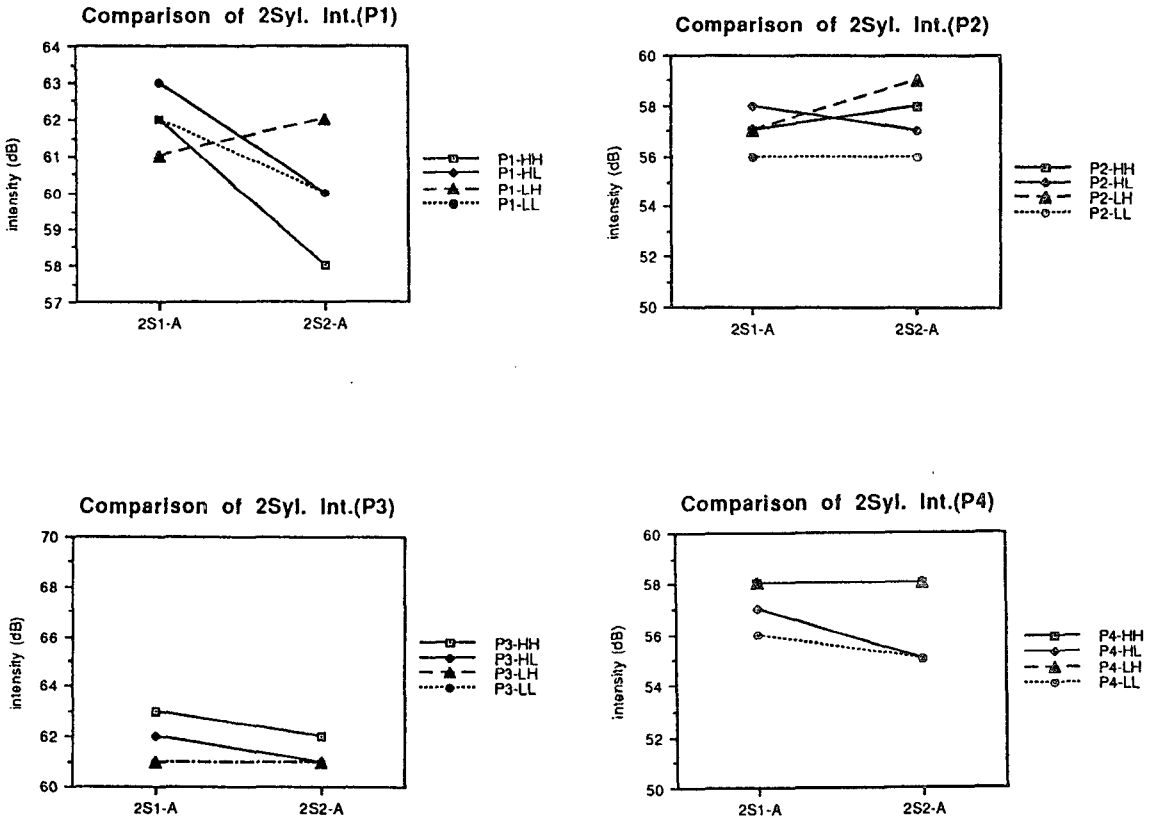 Comparison of 2Syl. Int.(P1)
64
63
62
61
60
59
58
57
intensity (dB)
2S1-A
2S2-A
P1-HH
P1-HL
P1-LH
P1-LL
Comparison of 2Syl. Int.(P2)
60
58
56
54
52
50
intensity (dB)
2S1-A
2S2-A
P2-HH
P2-HL
P2-LH
P2-LL
Comparison of 2Syl. Int.(P3)
70
68
66
64
62
60
intensity (dB)
2S1-A
2S2-A
P3-HH
P3-HL
P3-LH
P3-LL
Comparison of 2Syl. Int.(P4)
60
58
56
54
52
50
intensity (dB)
2S1-A
2S2-A
P4-HH
P4-HL
P4-LH
P4-LL